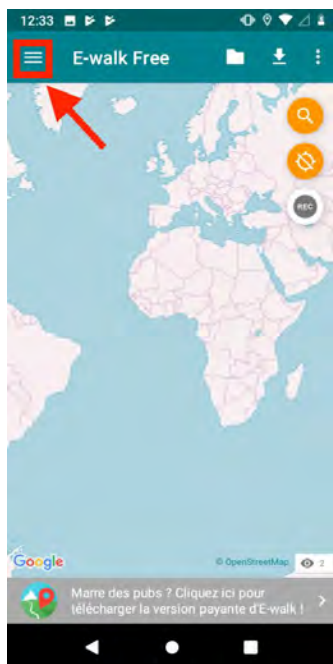 12:33
E-walk Free
REC
Google
© OpenStreetMap
2
Marre des pubs ? Cliquez ici pour
télécharger la version payante d'E-walk !